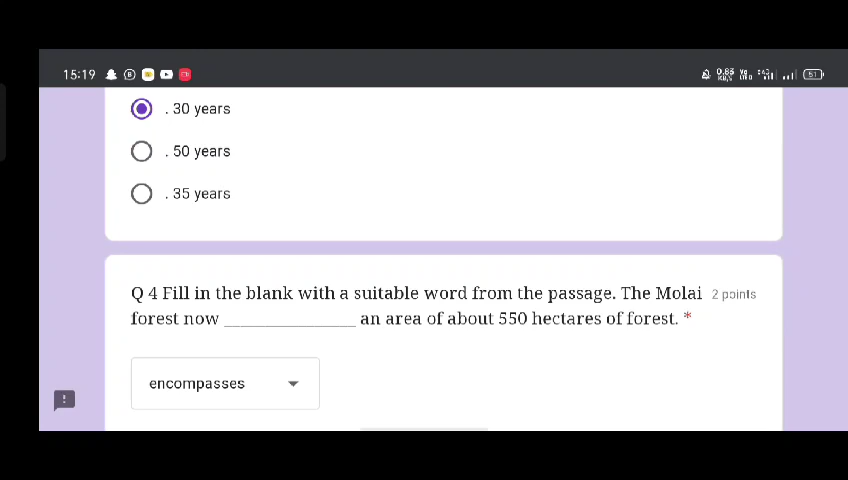 15:19
. 30 years
. 50 years
. 35 years
Q 4 Fill in the blank with a suitable word from the passage. The Molai 2 points
forest now ________________ an area of about 550 hectares of forest. *
encompasses